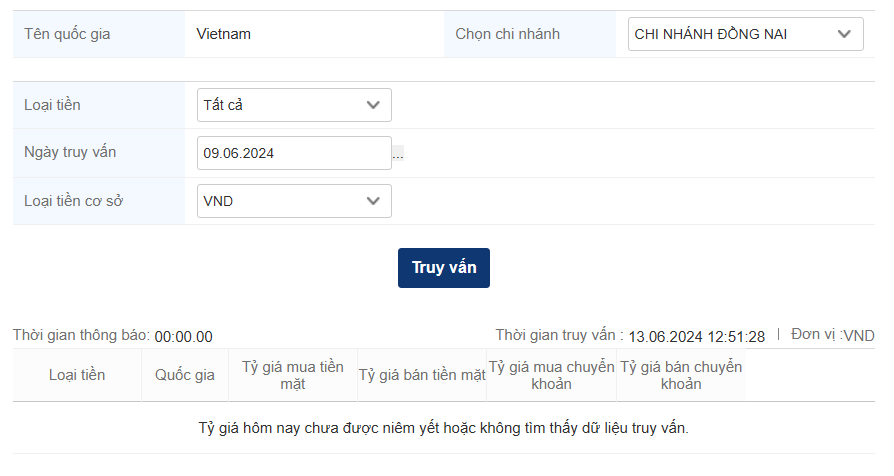 Tên quốc gia Vietnam Chọn chi nhánh CHI NHÁNH ĐỒNG NAI
Loại tiền Tất cả
Ngày truy vấn 09.06.2024 ...
Loại tiền cơ sở VND
Truy vấn
Thời gian thông báo: 00:00.00 Thời gian truy vấn : 13.06.2024 12:51:28 | Đơn vị :VND
Loại tiền Quốc gia Tỷ giá mua tiền mặt Tỷ giá bán tiền mặt Tỷ giá mua chuyển khoản Tỷ giá bán chuyển khoản
Tỷ giá hôm nay chưa được niêm yết hoặc không tìm thấy dữ liệu truy vấn.